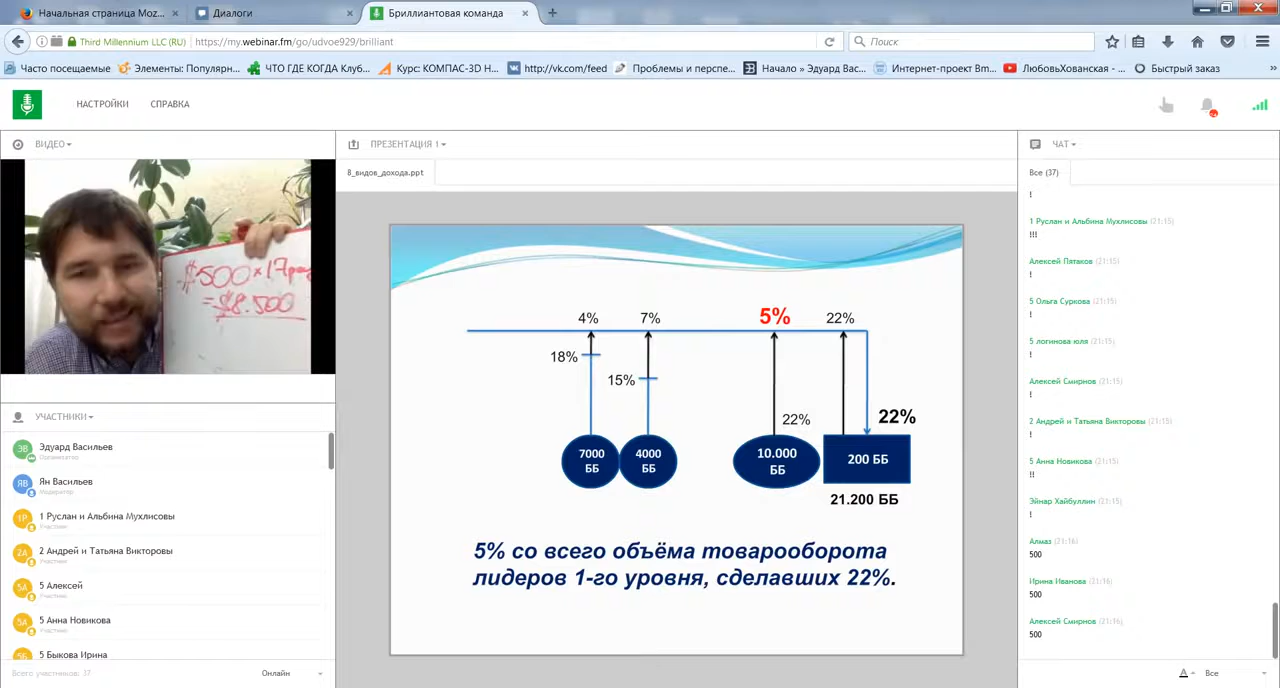 Начальная страница Moz...
Диалоги
Бриллиантовая команда
Third Millennium LLC (RU)
https://my.webinar.fm/go/udvoe929/brilliant
Поиск
Часто посещаемые
Элементы: Популярн...
ЧТО ГДЕ КОГДА Клуб...
Курс: КОМПАС-3D Н...
http://vk.com/feed
Проблемы и перспе...
Начало » Эдуард Вас...
Интернет-проект Bm...
ЛюбовьХованская - ...
Быстрый заказ
НАСТРОЙКИ
СПРАВКА
ВИДЕО
$500 x 17
= $8.500
УЧАСТНИКИ
ЭВ
Эдуард Васильев
Организатор
ЯВ
Ян Васильев
Модератор
1Р
1 Руслан и Альбина Мухлисовы
Участник
2А
2 Андрей и Татьяна Викторовы
Участник
5А
5 Алексей
Участник
5А
5 Анна Новикова
Участник
5Б
5 Быкова Ирина
Всего участников: 37
Онлайн
ПРЕЗЕНТАЦИЯ 1
8_видов_дохода.ppt
4%
7%
5%
22%
18%
15%
22%
22%
7000
ББ
4000
ББ
10.000
ББ
200 ББ
21.200 ББ
5% со всего объёма товарооборота
лидеров 1-го уровня, сделавших 22%.
ЧАТ
Все (37)
!
1 Руслан и Альбина Мухлисовы (21:15)
!!!
Алексей Пятаков (21:15)
!
5 Ольга Суркова (21:15)
!
5 логинова юля (21:15)
!
Алексей Смирнов (21:15)
!
2 Андрей и Татьяна Викторовы (21:15)
!
5 Анна Новикова (21:15)
!!
Эйнар Хайбуллин (21:15)
!
Алмаз (21:16)
500
Ирина Иванова (21:16)
500
Алексей Смирнов (21:16)
500
А
Все